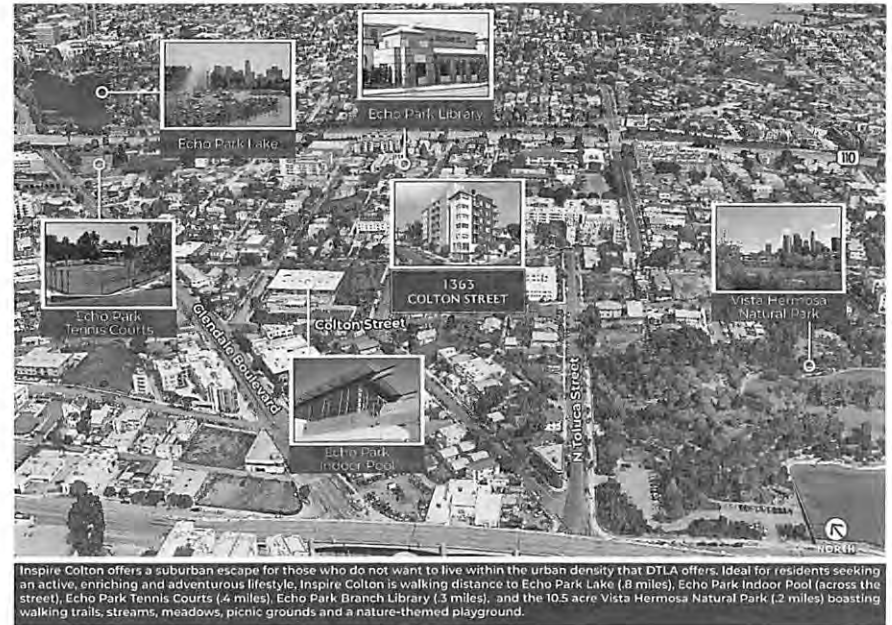 Echo Park Lake
Echo Park Library
110
Echo Park
Tennis Courts
1363
COLTON STREET
Vista Hermosa
Natural Park
Glendale Boulevard
Colton Street
Echo Park
Indoor Pool
N Toluca Street
NORTH
Inspire Colton offers a suburban escape for those who do not want to live within the urban density that DTLA offers. Ideal for residents seeking
an active, enriching and adventurous lifestyle, Inspire Colton is walking distance to Echo Park Lake (.8 miles), Echo Park Indoor Pool (across the
street), Echo Park Tennis Courts (.4 miles), Echo Park Branch Library (.3 miles), and the 10.5 acre Vista Hermosa Natural Park (.2 miles) boasting
walking trails, streams, meadows, picnic grounds and a nature-themed playground.